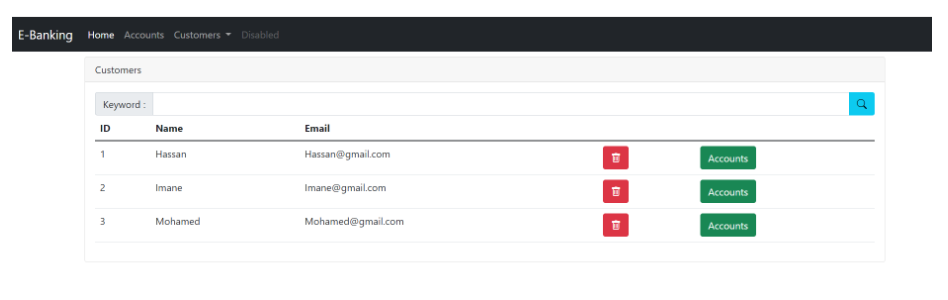 E-Banking Home Accounts Customers Disabled
Customers
Keyword :
ID Name Email
1 Hassan Hassan@gmail.com Accounts
2 Imane Imane@gmail.com Accounts
3 Mohamed Mohamed@gmail.com Accounts